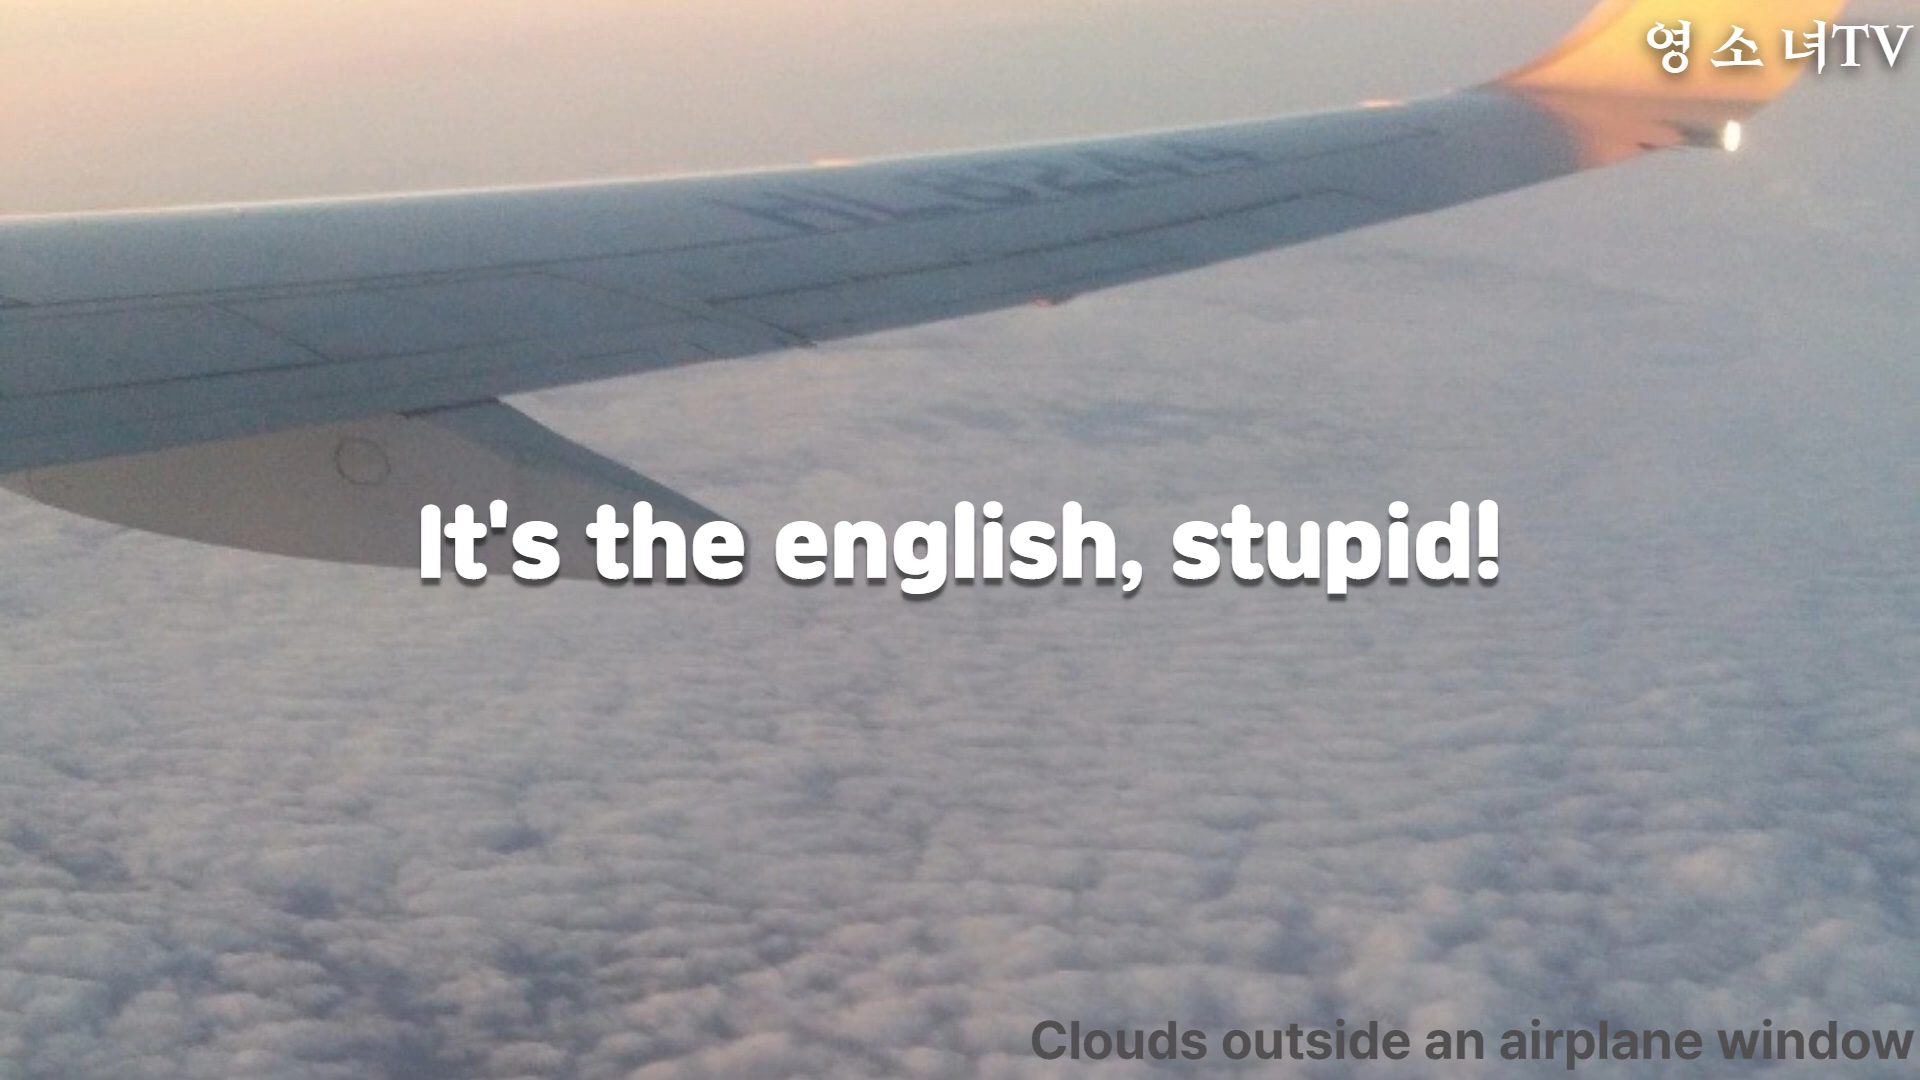 영소녀TV
It's the english, stupid!
Clouds outside an airplane window